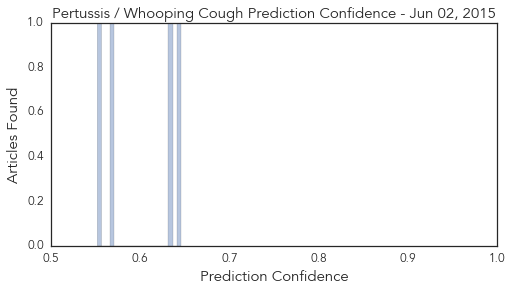 Pertussis / Whooping Cough Prediction Confidence - Jun 02, 2015
1.0
0.8
0.6
0.4
0.2
0.0
Articles Found
0.5 0.6 0.7 0.8 0.9 1.0
Prediction Confidence